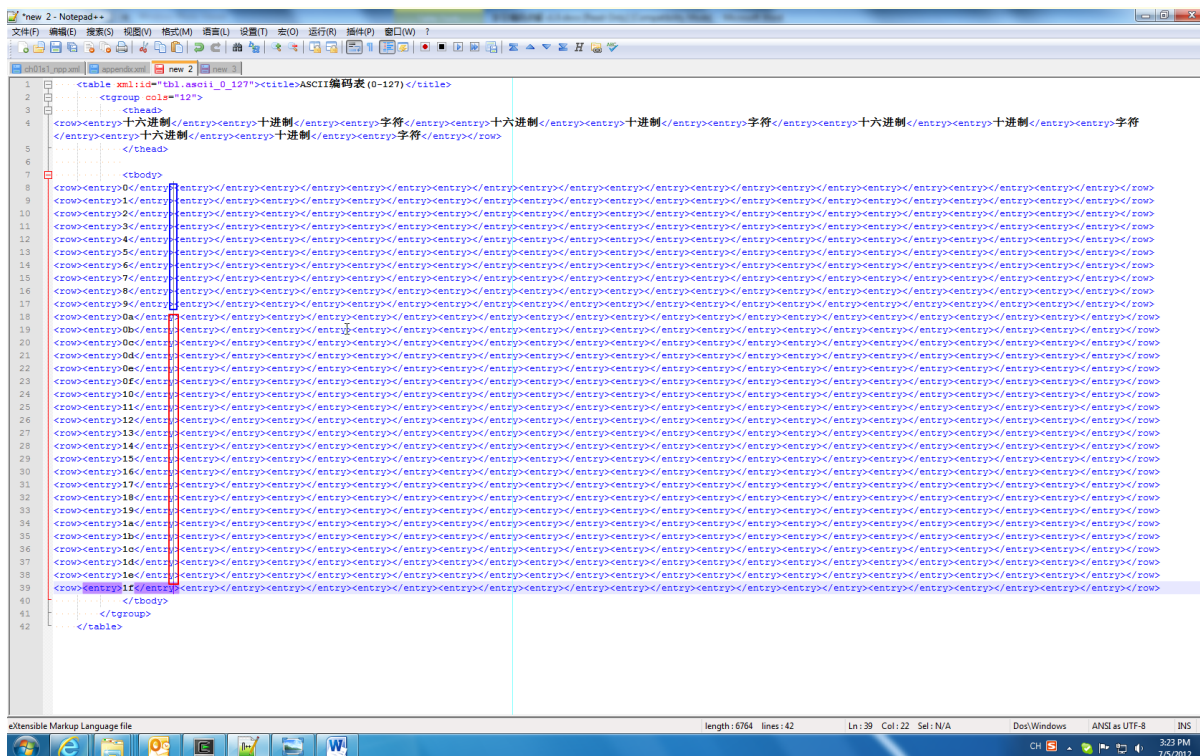 *new 2 - Notepad++
文件(F) 编辑(E) 搜索(S) 视图(V) 格式(M) 语言(L) 设置(T) 宏(O) 运行(R) 插件(P) 窗口(W) ?
ch01s1_npp.xml appendix.xml new 2 new 3
1 <table xml:id="tbl.ascii_0_127"><title>ASCII编码表(0-127)</title>
2 <tgroup cols="12">
3 <thead>
4 <row><entry>十六进制</entry><entry>十进制</entry><entry>字符</entry><entry>十六进制</entry><entry>十进制</entry><entry>字符</entry><entry>十六进制</entry><entry>十进制</entry><entry>字符
</entry><entry>十六进制</entry><entry>十进制</entry><entry>字符</entry></row>
5 </thead>
6
7 <tbody>
8 <row><entry>0</entry><entry></entry><entry></entry><entry></entry><entry></entry><entry></entry><entry></entry><entry></entry><entry></entry><entry></entry><entry></entry><entry></entry></row>
9 <row><entry>1</entry><entry></entry><entry></entry><entry></entry><entry></entry><entry></entry><entry></entry><entry></entry><entry></entry><entry></entry><entry></entry><entry></entry></row>
10 <row><entry>2</entry><entry></entry><entry></entry><entry></entry><entry></entry><entry></entry><entry></entry><entry></entry><entry></entry><entry></entry><entry></entry><entry></entry></row>
11 <row><entry>3</entry><entry></entry><entry></entry><entry></entry><entry></entry><entry></entry><entry></entry><entry></entry><entry></entry><entry></entry><entry></entry><entry></entry></row>
12 <row><entry>4</entry><entry></entry><entry></entry><entry></entry><entry></entry><entry></entry><entry></entry><entry></entry><entry></entry><entry></entry><entry></entry><entry></entry></row>
13 <row><entry>5</entry><entry></entry><entry></entry><entry></entry><entry></entry><entry></entry><entry></entry><entry></entry><entry></entry><entry></entry><entry></entry><entry></entry></row>
14 <row><entry>6</entry><entry></entry><entry></entry><entry></entry><entry></entry><entry></entry><entry></entry><entry></entry><entry></entry><entry></entry><entry></entry><entry></entry></row>
15 <row><entry>7</entry><entry></entry><entry></entry><entry></entry><entry></entry><entry></entry><entry></entry><entry></entry><entry></entry><entry></entry><entry></entry><entry></entry></row>
16 <row><entry>8</entry><entry></entry><entry></entry><entry></entry><entry></entry><entry></entry><entry></entry><entry></entry><entry></entry><entry></entry><entry></entry><entry></entry></row>
17 <row><entry>9</entry><entry></entry><entry></entry><entry></entry><entry></entry><entry></entry><entry></entry><entry></entry><entry></entry><entry></entry><entry></entry><entry></entry></row>
18 <row><entry>0a</entry><entry></entry><entry></entry><entry></entry><entry></entry><entry></entry><entry></entry><entry></entry><entry></entry><entry></entry><entry></entry><entry></entry></row>
19 <row><entry>0b</entry><entry></entry><entry></entry><entry></entry><entry></entry><entry></entry><entry></entry><entry></entry><entry></entry><entry></entry><entry></entry><entry></entry></row>
20 <row><entry>0c</entry><entry></entry><entry></entry><entry></entry><entry></entry><entry></entry><entry></entry><entry></entry><entry></entry><entry></entry><entry></entry><entry></entry></row>
21 <row><entry>0d</entry><entry></entry><entry></entry><entry></entry><entry></entry><entry></entry><entry></entry><entry></entry><entry></entry><entry></entry><entry></entry><entry></entry></row>
22 <row><entry>0e</entry><entry></entry><entry></entry><entry></entry><entry></entry><entry></entry><entry></entry><entry></entry><entry></entry><entry></entry><entry></entry><entry></entry></row>
23 <row><entry>0f</entry><entry></entry><entry></entry><entry></entry><entry></entry><entry></entry><entry></entry><entry></entry><entry></entry><entry></entry><entry></entry><entry></entry></row>
24 <row><entry>10</entry><entry></entry><entry></entry><entry></entry><entry></entry><entry></entry><entry></entry><entry></entry><entry></entry><entry></entry><entry></entry><entry></entry></row>
25 <row><entry>11</entry><entry></entry><entry></entry><entry></entry><entry></entry><entry></entry><entry></entry><entry></entry><entry></entry><entry></entry><entry></entry><entry></entry></row>
26 <row><entry>12</entry><entry></entry><entry></entry><entry></entry><entry></entry><entry></entry><entry></entry><entry></entry><entry></entry><entry></entry><entry></entry><entry></entry></row>
27 <row><entry>13</entry><entry></entry><entry></entry><entry></entry><entry></entry><entry></entry><entry></entry><entry></entry><entry></entry><entry></entry><entry></entry><entry></entry></row>
28 <row><entry>14</entry><entry></entry><entry></entry><entry></entry><entry></entry><entry></entry><entry></entry><entry></entry><entry></entry><entry></entry><entry></entry><entry></entry></row>
29 <row><entry>15</entry><entry></entry><entry></entry><entry></entry><entry></entry><entry></entry><entry></entry><entry></entry><entry></entry><entry></entry><entry></entry><entry></entry></row>
30 <row><entry>16</entry><entry></entry><entry></entry><entry></entry><entry></entry><entry></entry><entry></entry><entry></entry><entry></entry><entry></entry><entry></entry><entry></entry></row>
31 <row><entry>17</entry><entry></entry><entry></entry><entry></entry><entry></entry><entry></entry><entry></entry><entry></entry><entry></entry><entry></entry><entry></entry><entry></entry></row>
32 <row><entry>18</entry><entry></entry><entry></entry><entry></entry><entry></entry><entry></entry><entry></entry><entry></entry><entry></entry><entry></entry><entry></entry><entry></entry></row>
33 <row><entry>19</entry><entry></entry><entry></entry><entry></entry><entry></entry><entry></entry><entry></entry><entry></entry><entry></entry><entry></entry><entry></entry><entry></entry></row>
34 <row><entry>1a</entry><entry></entry><entry></entry><entry></entry><entry></entry><entry></entry><entry></entry><entry></entry><entry></entry><entry></entry><entry></entry><entry></entry></row>
35 <row><entry>1b</entry><entry></entry><entry></entry><entry></entry><entry></entry><entry></entry><entry></entry><entry></entry><entry></entry><entry></entry><entry></entry><entry></entry></row>
36 <row><entry>1c</entry><entry></entry><entry></entry><entry></entry><entry></entry><entry></entry><entry></entry><entry></entry><entry></entry><entry></entry><entry></entry><entry></entry></row>
37 <row><entry>1d</entry><entry></entry><entry></entry><entry></entry><entry></entry><entry></entry><entry></entry><entry></entry><entry></entry><entry></entry><entry></entry><entry></entry></row>
38 <row><entry>1e</entry><entry></entry><entry></entry><entry></entry><entry></entry><entry></entry><entry></entry><entry></entry><entry></entry><entry></entry><entry></entry><entry></entry></row>
39 <row><entry>1f</entry><entry></entry><entry></entry><entry></entry><entry></entry><entry></entry><entry></entry><entry></entry><entry></entry><entry></entry><entry></entry><entry></entry></row>
40 </tbody>
41 </tgroup>
42 </table>
eXtensible Markup Language file length : 6764 lines : 42 Ln : 39 Col : 22 Sel : N/A Dos\Windows ANSI as UTF-8 INS
CH 3:23 PM
7/5/2012